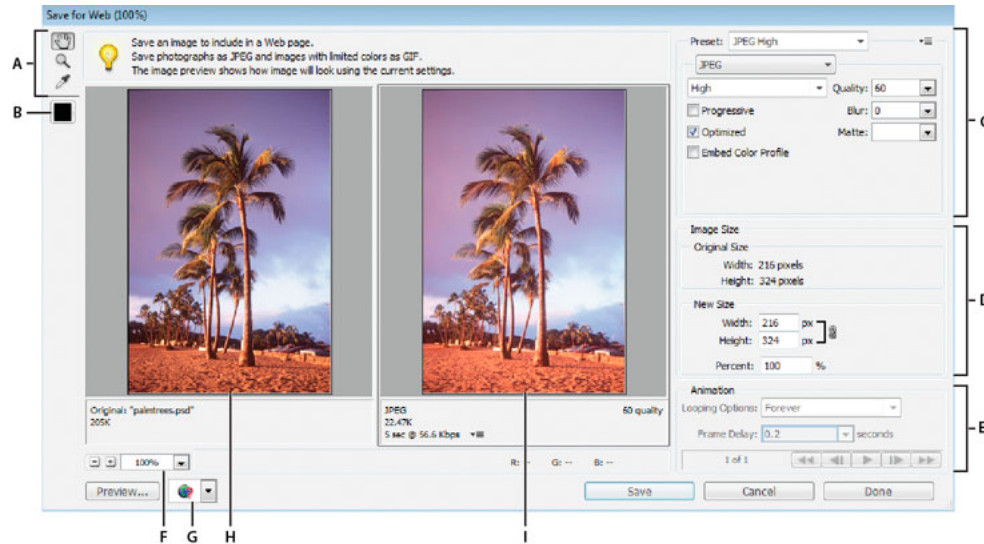 Save for Web (100%)
A
B
Save an image to include in a Web page.
Save photographs as JPEG and images with limited colors as GIF.
The image preview shows how image will look using the current settings.
Original: "palmtrees.psd"
205K
JPEG
60 quality
22.47K
5 sec @ 56.6 Kbps
100%
R: --
G: --
B: --
Preview...
Save
Cancel
Done
Preset: JPEG High
JPEG
High
Quality: 60
Progressive
Blur: 0
Optimized
Matte:
Embed Color Profile
Image Size
Original Size
Width: 216 pixels
Height: 324 pixels
New Size
Width: 216 px
Height: 324 px
Percent: 100 %
Animation
Looping Options: Forever
Frame Delay: 0.2 seconds
1 of 1
E
F
G
H
I